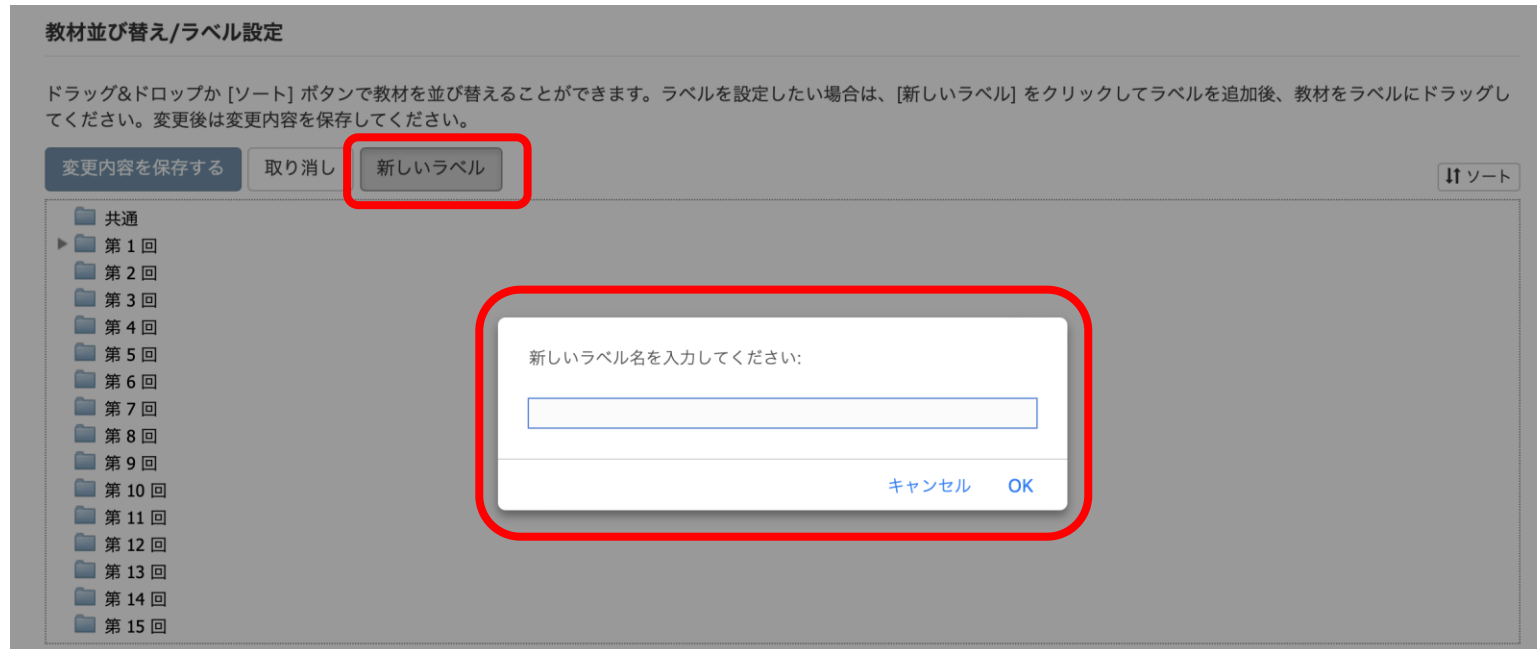 教材並び替え/ラベル設定
ドラッグ&ドロップか [ソート] ボタンで教材を並び替えることができます。ラベルを設定したい場合は、[新しいラベル] をクリックしてラベルを追加後、教材をラベルにドラッグし
てください。変更後は変更内容を保存してください。
変更内容を保存する 取り消し 新しいラベル ソート
共通
第 1 回
第 2 回
第 3 回
第 4 回
第 5 回
第 6 回
第 7 回
第 8 回
第 9 回
第 10 回
第 11 回
第 12 回
第 13 回
第 14 回
第 15 回
新しいラベル名を入力してください:
キャンセル OK